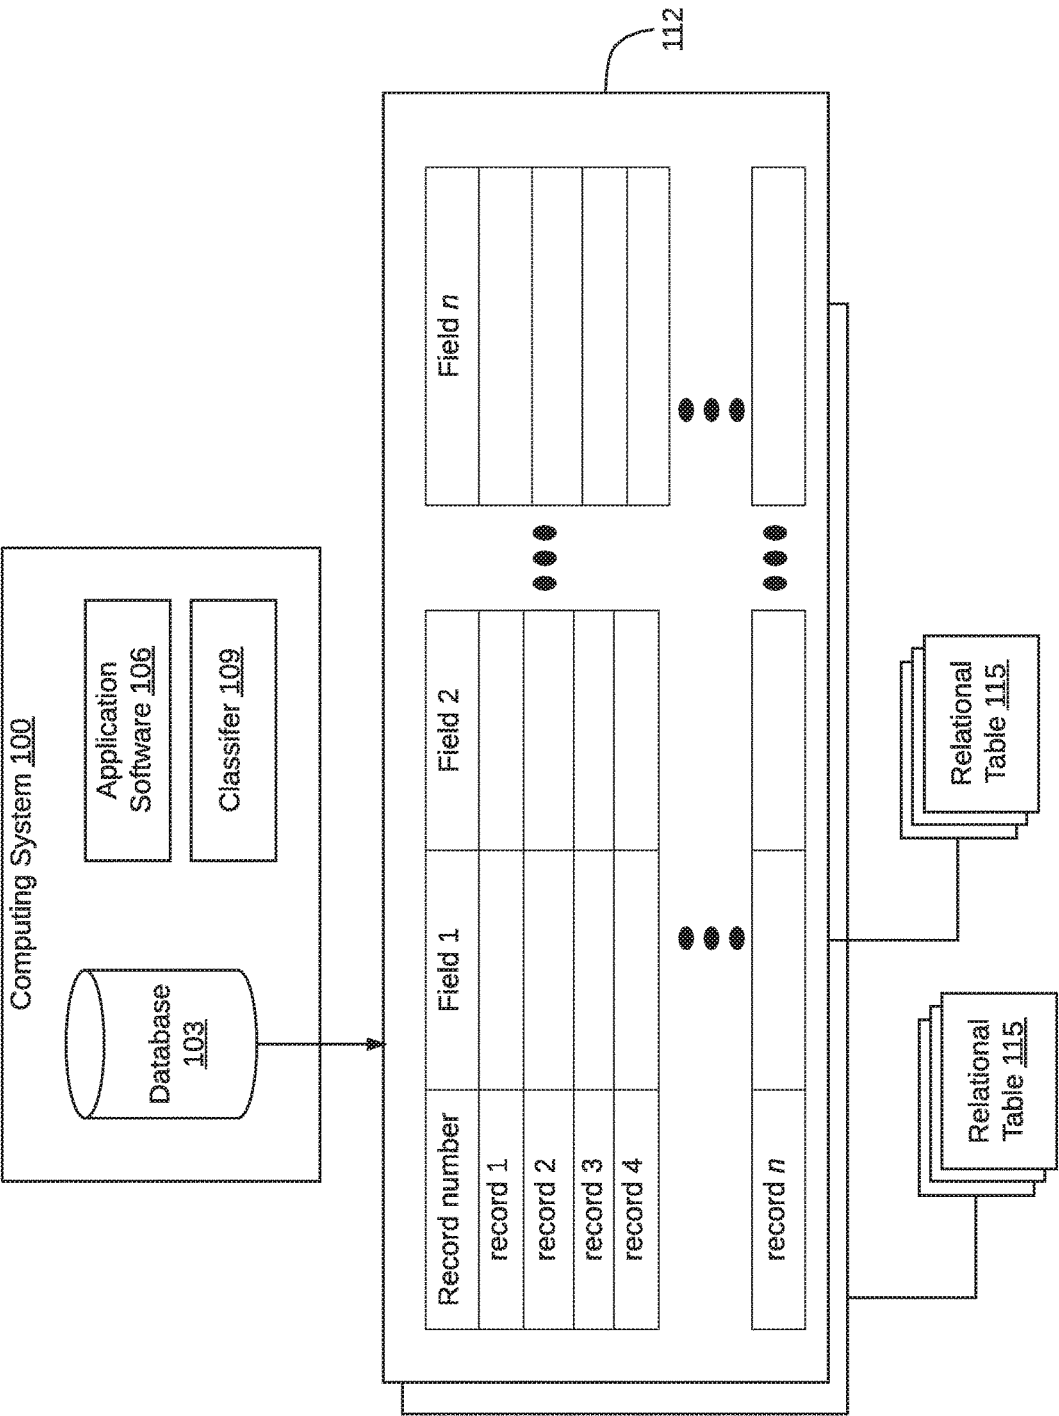 Computing System 100
Database
103
Application
Software 106
Classifer 109
112
Record number
Field 1
Field 2
Field n
record 1
record 2
record 3
record 4
record n
Relational
Table 115
Relational
Table 115